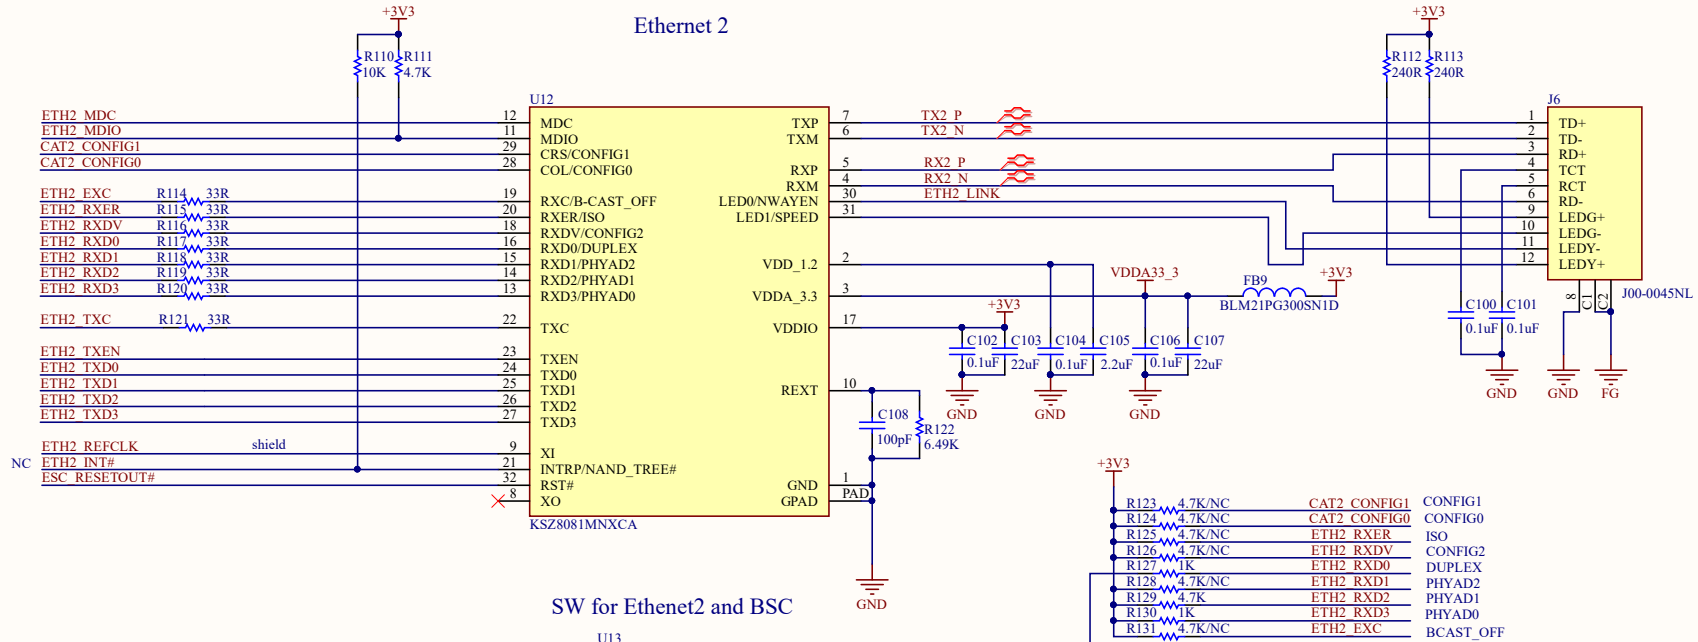 Ethernet 2
+3V3
R110 10K
R111 4.7K
+3V3
R112 240R
R113 240R
U12
J6
ETH2_MDC 12 MDC
ETH2_MDIO 11 MDIO
CAT2_CONFIG1 29 CRS/CONFIG1
CAT2_CONFIG0 28 COL/CONFIG0
ETH2_EXC R114 33R 19 RXC/B-CAST_OFF
ETH2_RXER R115 33R 20 RXER/ISO
ETH2_RXDV R116 33R 18 RXDV/CONFIG2
ETH2_RXD0 R117 33R 16 RXD0/DUPLEX
ETH2_RXD1 R118 33R 15 RXD1/PHYAD2
ETH2_RXD2 R119 33R 14 RXD2/PHYAD1
ETH2_RXD3 R120 33R 13 RXD3/PHYAD0
ETH2_TXC R121 33R 22 TXC
ETH2_TXEN 23 TXEN
ETH2_TXD0 24 TXD0
ETH2_TXD1 25 TXD1
ETH2_TXD2 26 TXD2
ETH2_TXD3 27 TXD3
ETH2_REFCLK shield 9 XI
NC ETH2_INT# 21 INTRP/NAND_TREE#
ESC_RESETOUT# 32 RST#
8 XO
KSZ8081MNXCA
TXP 7 TX2_P
TXM 6 TX2_N
RXP 5 RX2_P
RXM 4 RX2_N
LED0/NWAYEN 30 ETH2_LINK
LED1/SPEED 31
VDD_1.2 2
VDDA_3.3 3
VDDIO 17
REXT 10
GND 1
GPAD PAD
VDDA33_3
FB9
BLM21PG300SN1D
+3V3
+3V3
C102 0.1uF
C103 22uF
C104 0.1uF
C105 2.2uF
C106 0.1uF
C107 22uF
GND
GND
GND
C108 100pF
R122 6.49K
GND
1 TD+
2 TD-
3 RD+
4 TCT
5 RCT
6 RD-
9 LEDG+
10 LEDG-
11 LEDY-
12 LEDY+
8 C1 C2
J00-0045NL
C100 0.1uF
C101 0.1uF
GND
GND
FG
+3V3
R123 4.7K/NC CAT2_CONFIG1 CONFIG1
R124 4.7K/NC CAT2_CONFIG0 CONFIG0
R125 4.7K/NC ETH2_RXER ISO
R126 4.7K/NC ETH2_RXDV CONFIG2
R127 1K ETH2_RXD0 DUPLEX
R128 4.7K/NC ETH2_RXD1 PHYAD2
R129 4.7K ETH2_RXD2 PHYAD1
R130 1K ETH2_RXD3 PHYAD0
R131 4.7K/NC ETH2_EXC BCAST_OFF
SW for Ethenet2 and BSC
U13